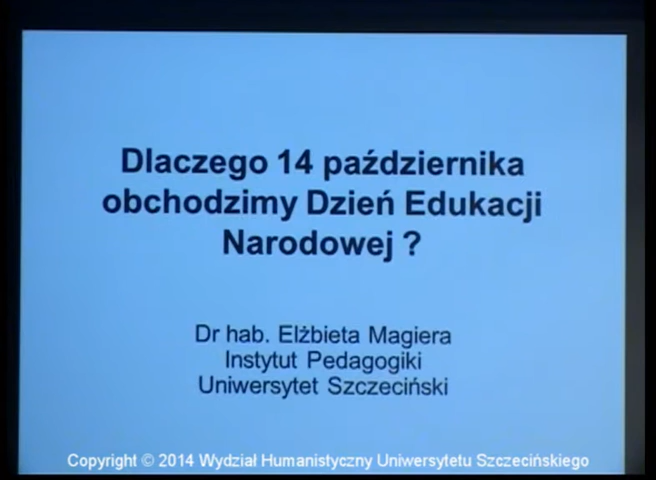 Dlaczego 14 października
obchodzimy Dzień Edukacji
Narodowej ?
Dr hab. Elżbieta Magiera
Instytut Pedagogiki
Uniwersytet Szczeciński
Copyright © 2014 Wydział Humanistyczny Uniwersytetu Szczecińskiego